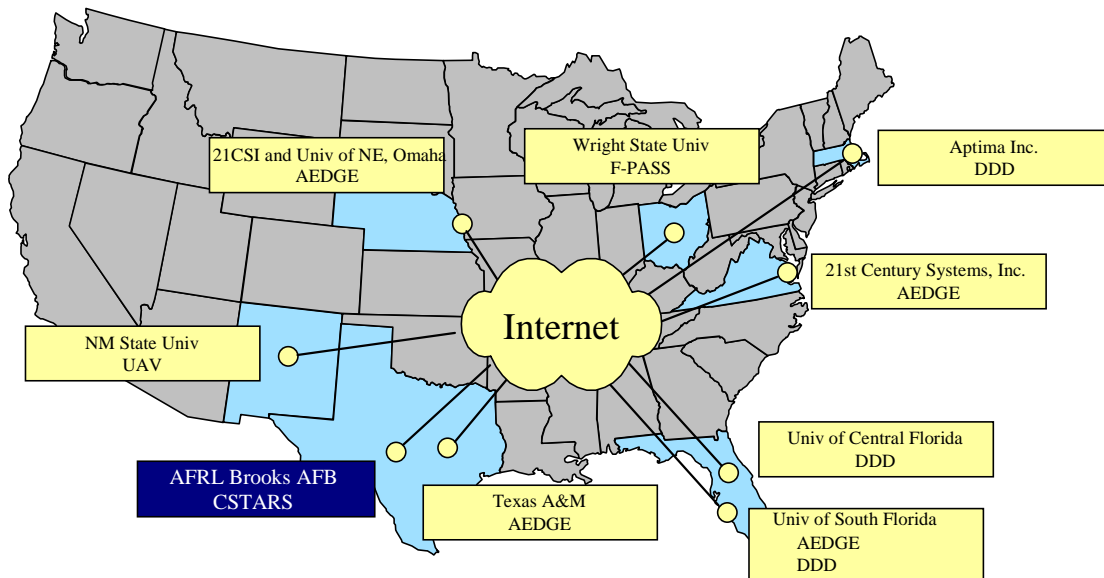 21CSI and Univ of NE, Omaha
AEDGE
Wright State Univ
F-PASS
Aptima Inc.
DDD
21st Century Systems, Inc.
AEDGE
Internet
NM State Univ
UAV
Univ of Central Florida
DDD
AFRL Brooks AFB
CSTARS
Texas A&M
AEDGE
Univ of South Florida
AEDGE
DDD